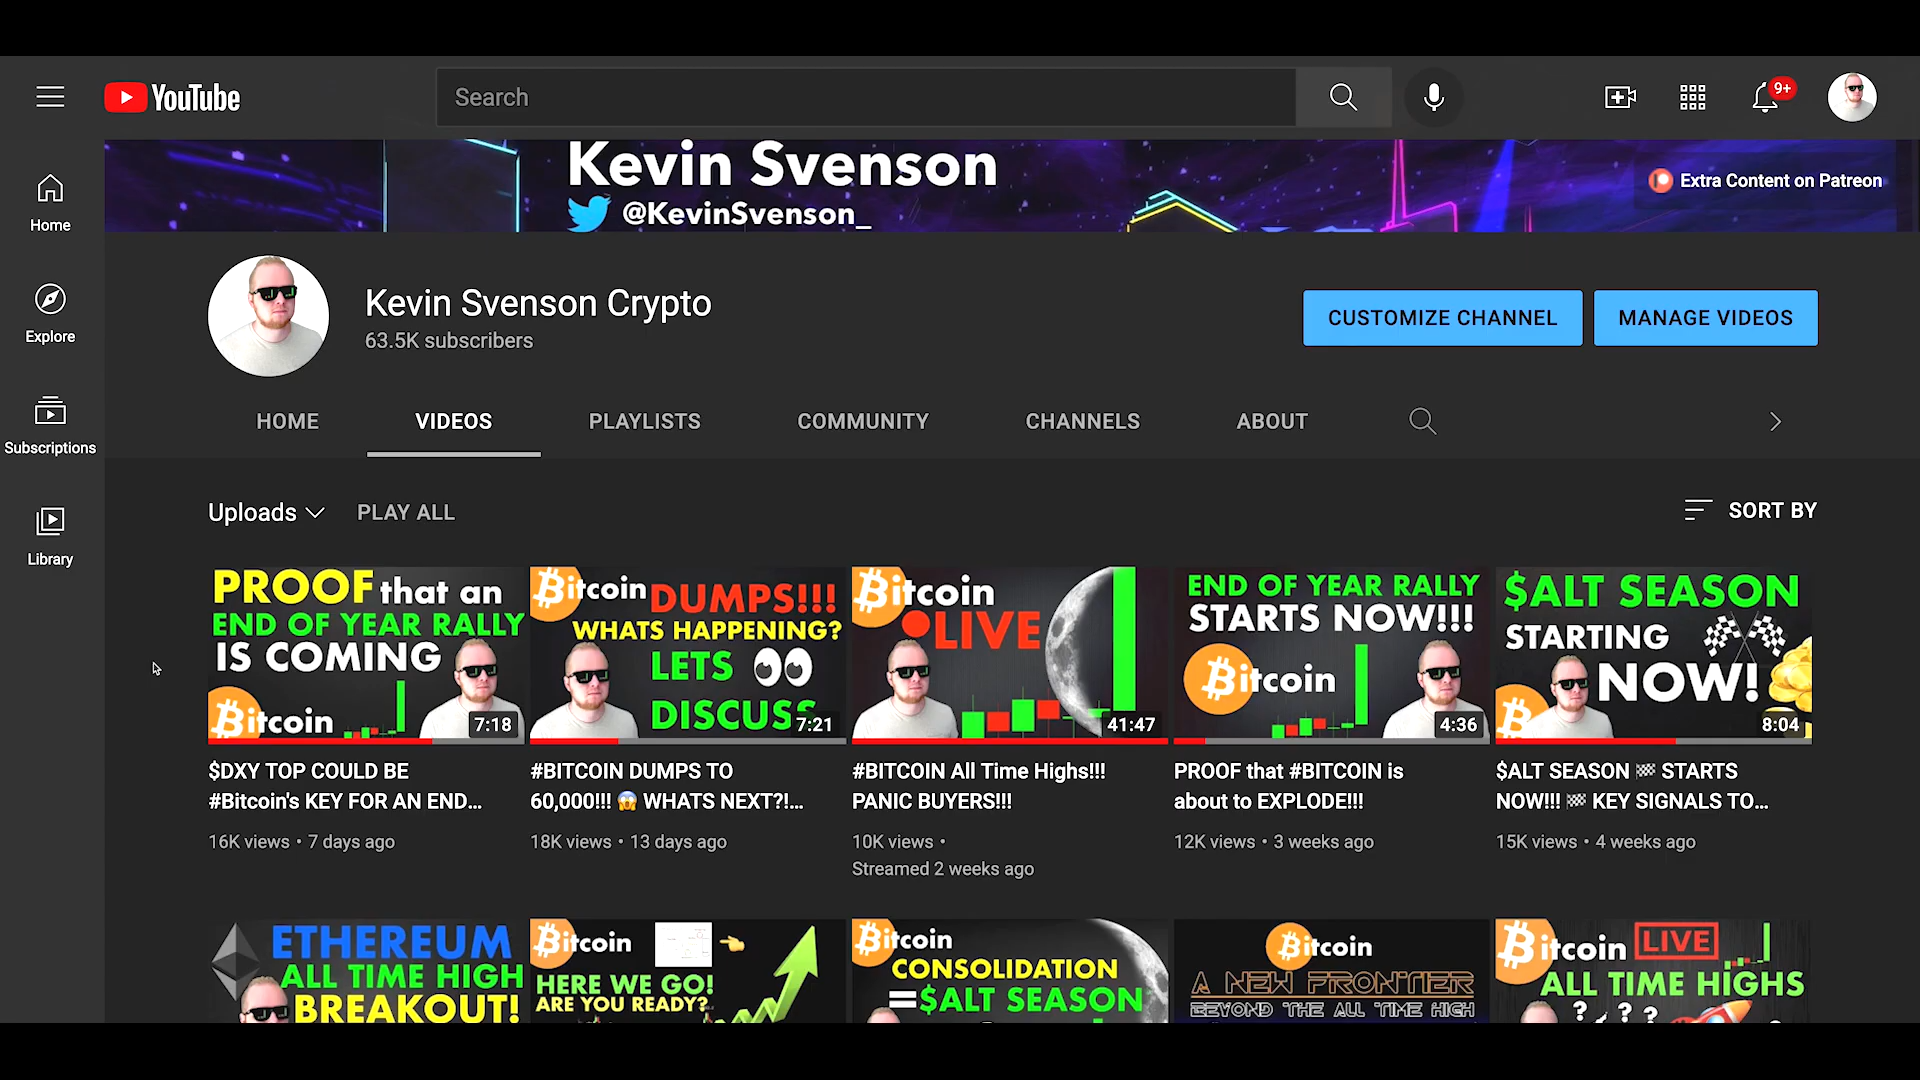 YouTube
Search
9+
Kevin Svenson
@KevinSvenson_
Extra Content on Patreon
Home
Explore
Subscriptions
Library
Kevin Svenson Crypto
63.5K subscribers
CUSTOMIZE CHANNEL
MANAGE VIDEOS
HOME
VIDEOS
PLAYLISTS
COMMUNITY
CHANNELS
ABOUT
Uploads
PLAY ALL
SORT BY
PROOF that an
END OF YEAR RALLY
IS COMING
Bitcoin
7:18
$DXY TOP COULD BE
#Bitcoin's KEY FOR AN END...
16K views • 7 days ago
Bitcoin DUMPS!!!
WHATS HAPPENING?
LETS 👀
DISCUSS
7:21
#BITCOIN DUMPS TO
60,000!!! 😱 WHATS NEXT?!...
18K views • 13 days ago
Bitcoin
LIVE
41:47
#BITCOIN All Time Highs!!!
PANIC BUYERS!!!
10K views •
Streamed 2 weeks ago
END OF YEAR RALLY
STARTS NOW!!!
Bitcoin
4:36
PROOF that #BITCOIN is
about to EXPLODE!!!
12K views • 3 weeks ago
$ALT SEASON
STARTING
NOW!
8:04
$ALT SEASON 🏁 STARTS
NOW!!! 🏁 KEY SIGNALS TO...
15K views • 4 weeks ago
ETHEREUM
ALL TIME HIGH
BREAKOUT!
Bitcoin
HERE WE GO!
ARE YOU READY?
Bitcoin
CONSOLIDATION
=$ALT SEASON
Bitcoin
A NEW FRONTIER
BEYOND THE ALL TIME HIGH
Bitcoin LIVE
ALL TIME HIGHS
? ? ? ?